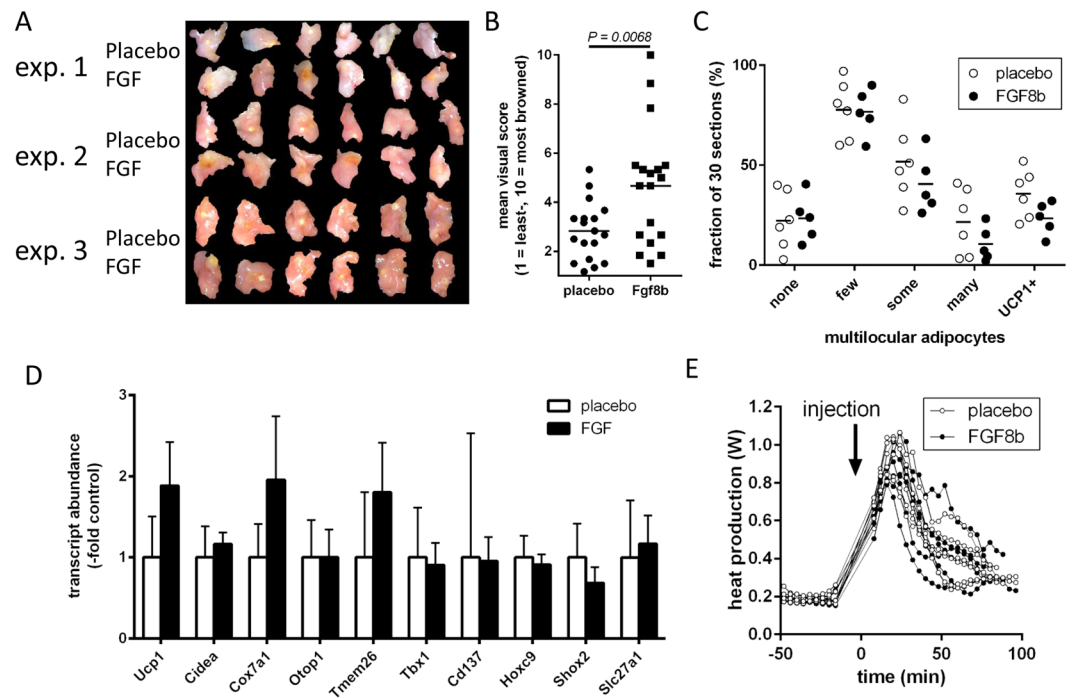 A
exp. 1
Placebo
FGF
exp. 2
Placebo
FGF
exp. 3
Placebo
FGF
B
P = 0.0068
mean visual score
(1 = least-, 10 = most browned)
10
8
6
4
2
0
placebo
Fgf8b
C
placebo
FGF8b
fraction of 30 sections (%)
100
50
0
none
few
some
many
UCP1+
multilocular adipocytes
D
placebo
FGF
transcript abundance
(-fold control)
3
2
1
0
Ucp1
Cidea
Cox7a1
Otop1
Tmem26
Tbx1
Cd137
Hoxc9
Shox2
Slc27a1
E
injection
placebo
FGF8b
heat production (W)
1.2
1.0
0.8
0.6
0.4
0.2
0.0
-50
0
50
100
time (min)